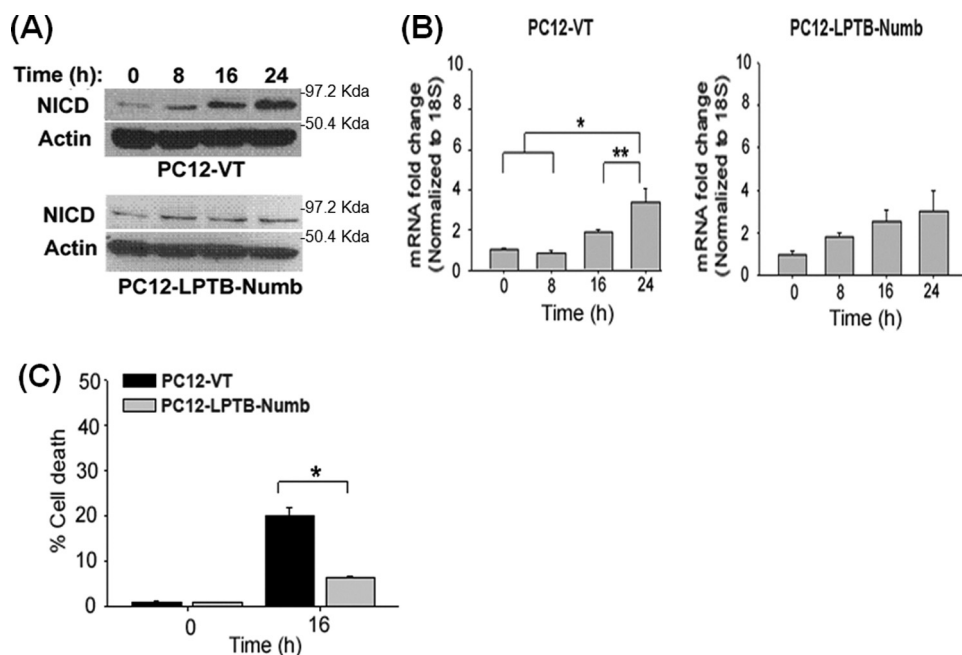 (A)
Time (h): 0 8 16 24
NICD
-97.2 Kda
Actin
-50.4 Kda
PC12-VT
NICD
-97.2 Kda
Actin
-50.4 Kda
PC12-LPTB-Numb
(B)
PC12-VT
mRNA fold change
(Normalized to 18S)
10
8
6
4
2
0
*
**
0 8 16 24
Time (h)
PC12-LPTB-Numb
mRNA fold change
(Normalized to 18S)
10
8
6
4
2
0
0 8 16 24
Time (h)
(C)
% Cell death
50
40
30
20
10
0
PC12-VT
PC12-LPTB-Numb
*
0 16
Time (h)